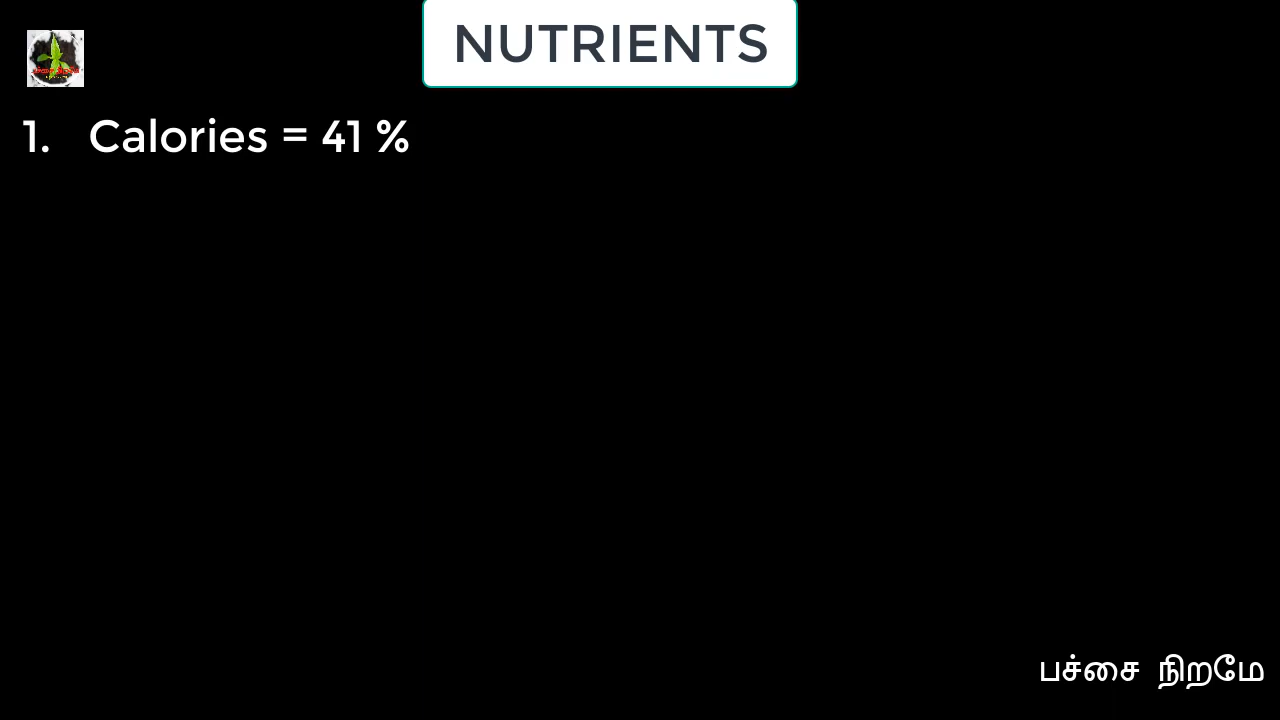 NUTRIENTS
1. Calories = 41 %
பச்சை நிறமே